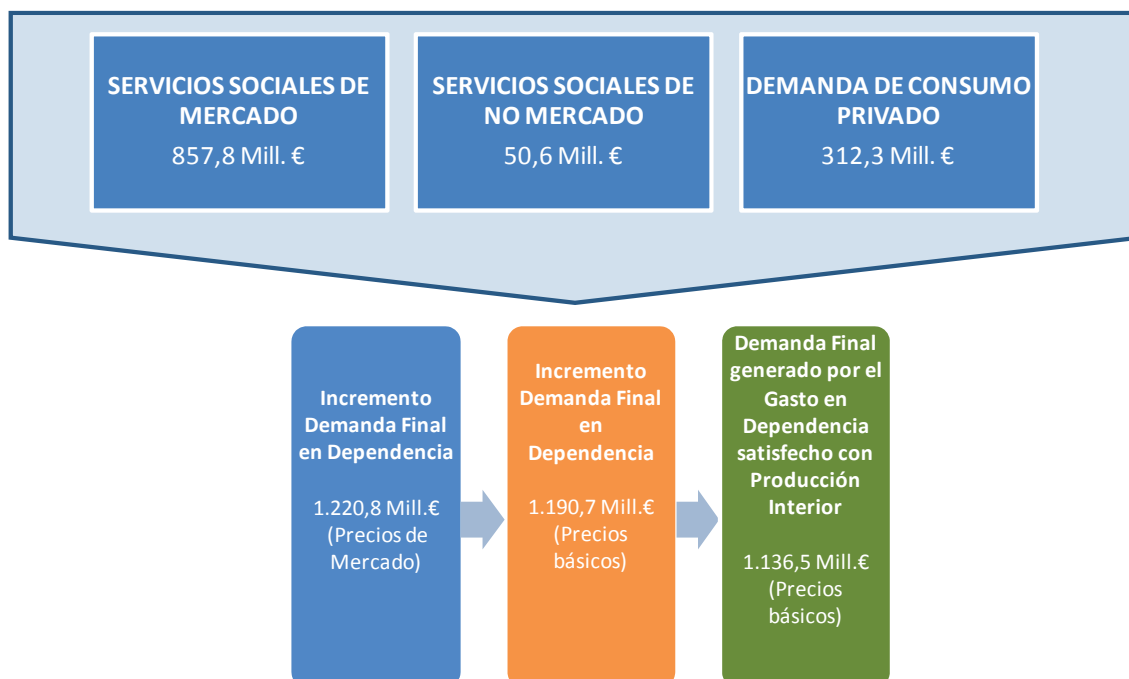 SERVICIOS SOCIALES DE
MERCADO
857,8 Mill. €
SERVICIOS SOCIALES DE
NO MERCADO
50,6 Mill. €
DEMANDA DE CONSUMO
PRIVADO
312,3 Mill. €
Incremento
Demanda Final
en Dependencia
1.220,8 Mill.€
(Precios de
Mercado)
Incremento
Demanda Final
en
Dependencia
1.190,7 Mill.€
(Precios
básicos)
Demanda Final
generado por el
Gasto en
Dependencia
satisfecho con
Producción
Interior
1.136,5 Mill.€
(Precios
básicos)